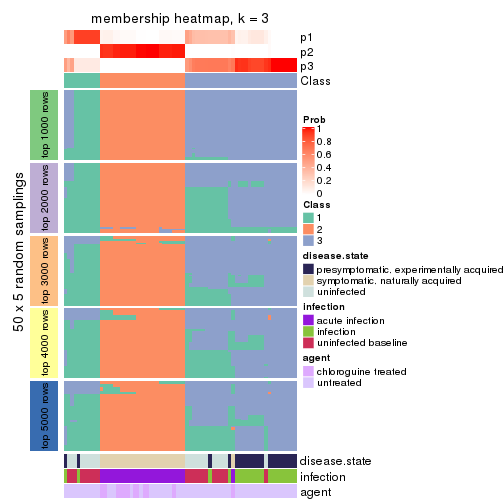 membership heatmap, k = 3
p1
p2
p3
Class
50 x 5 random samplings
top 1000 rows
top 2000 rows
top 3000 rows
top 4000 rows
top 5000 rows
Prob
1
0.8
0.6
0.4
0.2
0
Class
1
2
3
disease.state
presymptomatic. experimentally acquired
symptomatic. naturally acquired
uninfected
infection
acute infection
infection
uninfected baseline
agent
chloroguine treated
untreated
disease.state
infection
agent